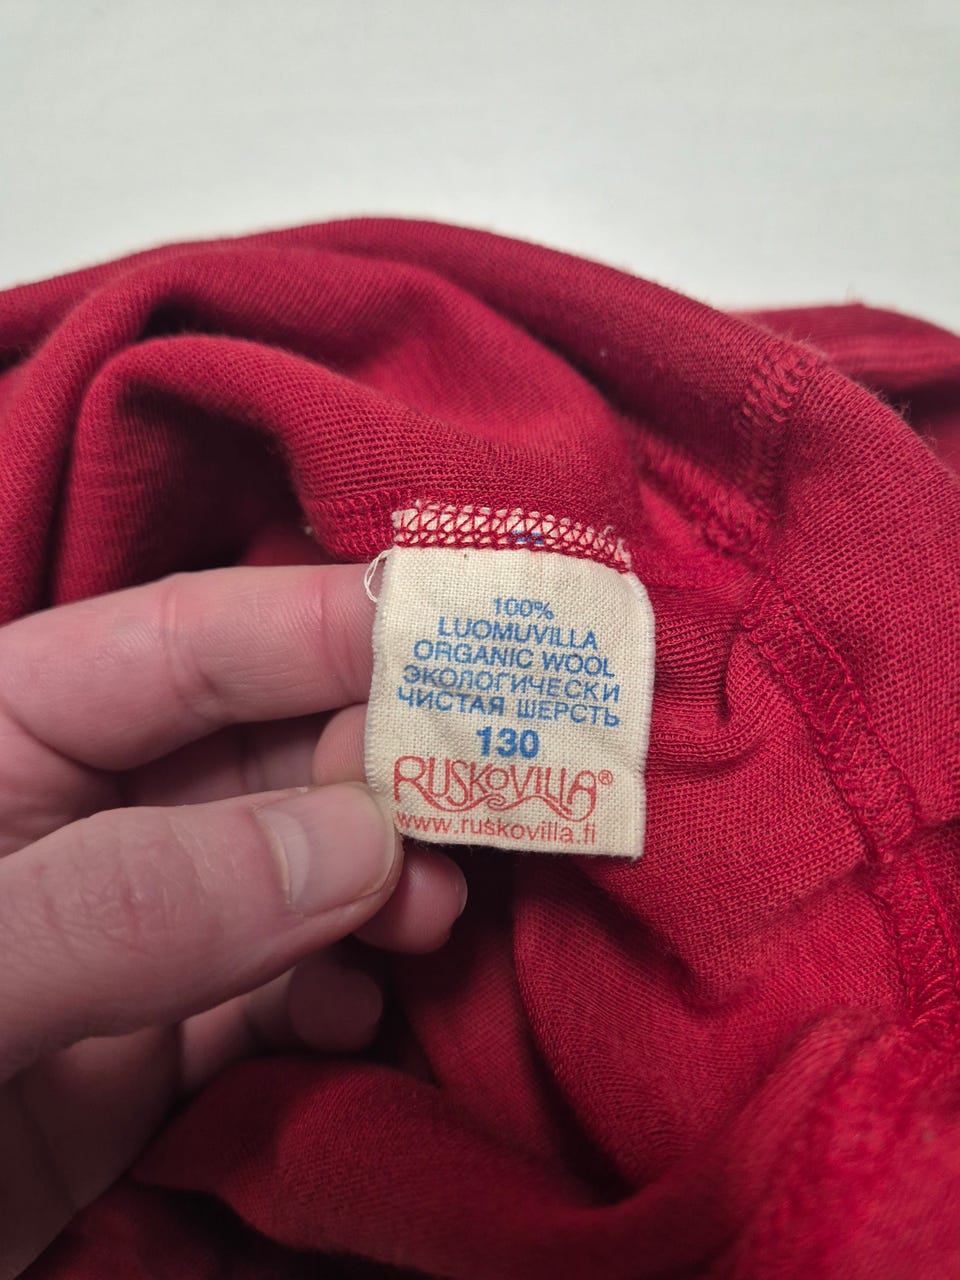 100%
LUOMUVILLA
ORGANIC WOOL
ЭКОЛОГИЧЕСКИ
ЧИСТАЯ ШЕРСТЬ
130
RUSKOVILLA®
www.ruskovilla.fi